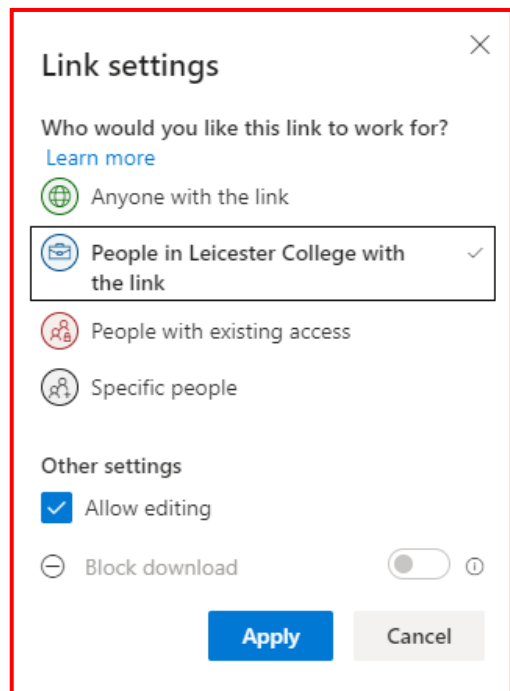 Link settings
Who would you like this link to work for?
Learn more
Anyone with the link
People in Leicester College with
the link
People with existing access
Specific people
Other settings
Allow editing
Block download
Apply Cancel